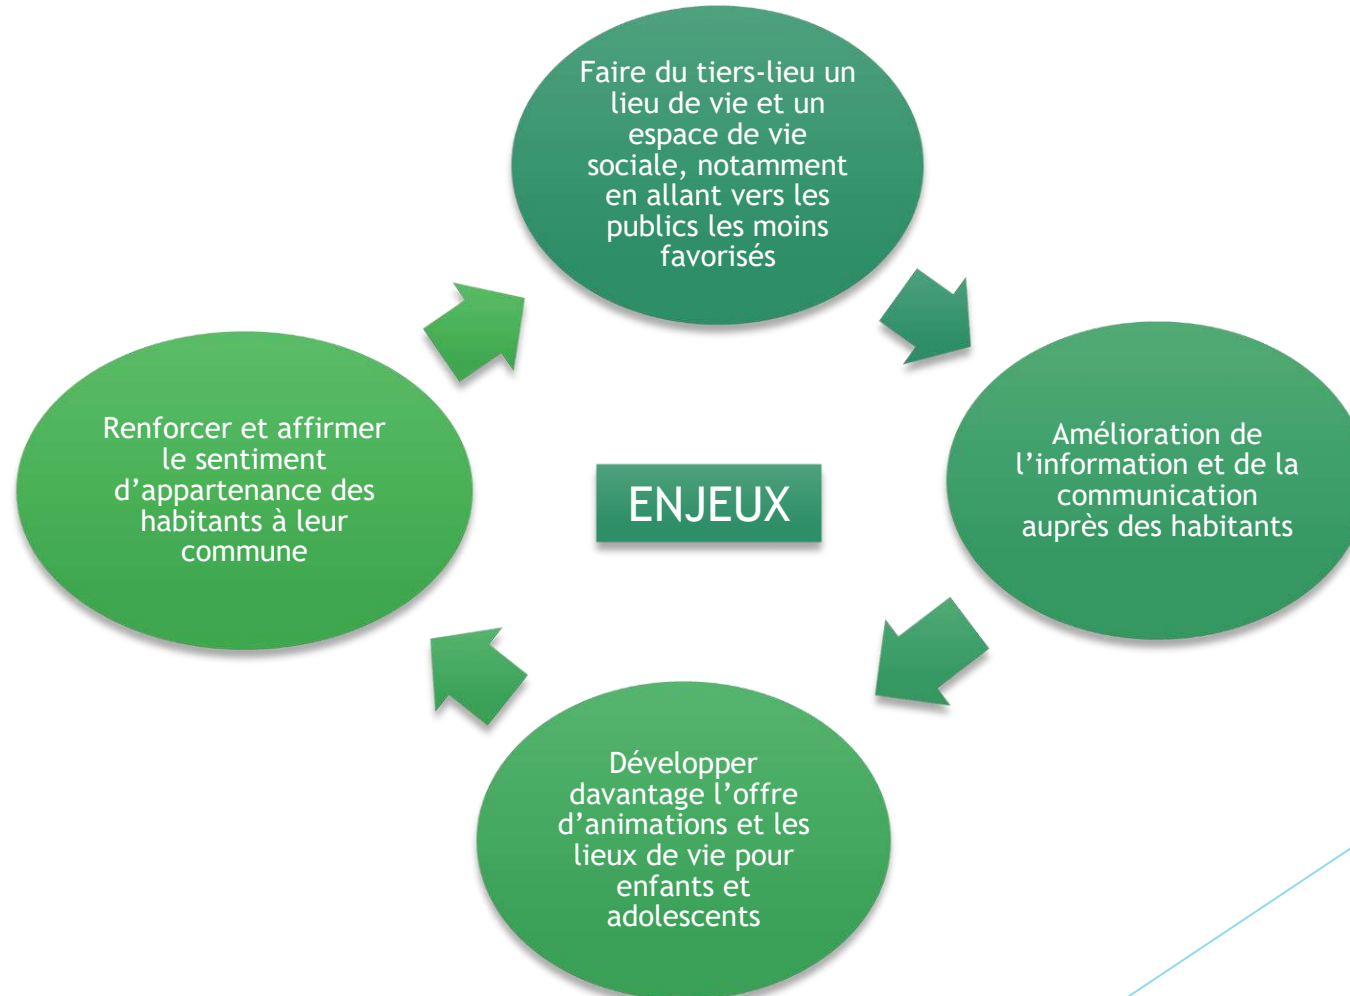 Faire du tiers-lieu un
lieu de vie et un
espace de vie
sociale, notamment
en allant vers les
publics les moins
favorisés
Amélioration de
l’information et de la
communication
auprès des habitants
Développer
davantage l’offre
d’animations et les
lieux de vie pour
enfants et
adolescents
Renforcer et affirmer
le sentiment
d’appartenance des
habitants à leur
commune
ENJEUX